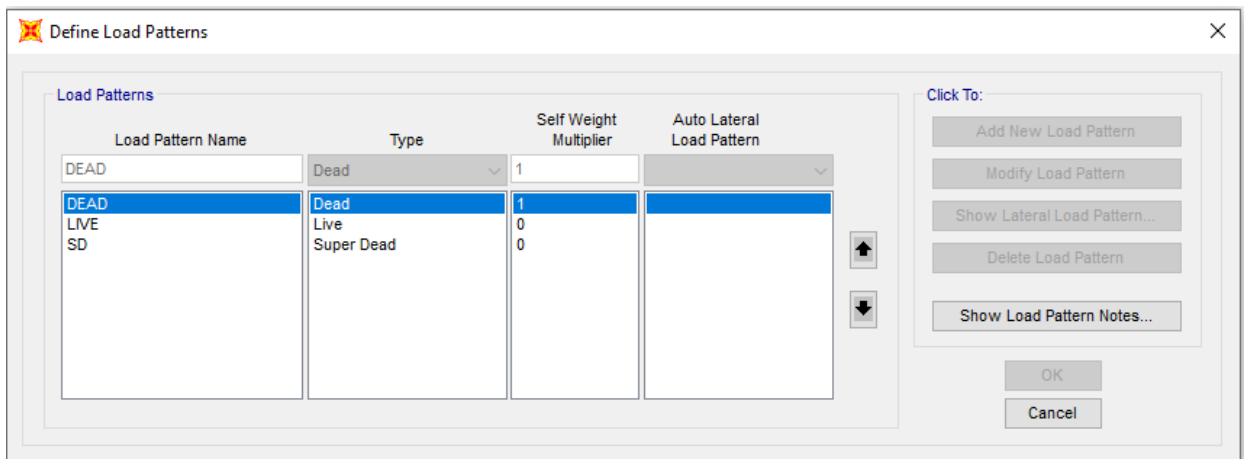 Define Load Patterns
Load Patterns
Load Pattern Name
Type
Self Weight
Multiplier
Auto Lateral
Load Pattern
DEAD
Dead
1
DEAD Dead 1
LIVE Live 0
SD Super Dead 0
Click To:
Add New Load Pattern
Modify Load Pattern
Show Lateral Load Pattern...
Delete Load Pattern
Show Load Pattern Notes...
OK
Cancel